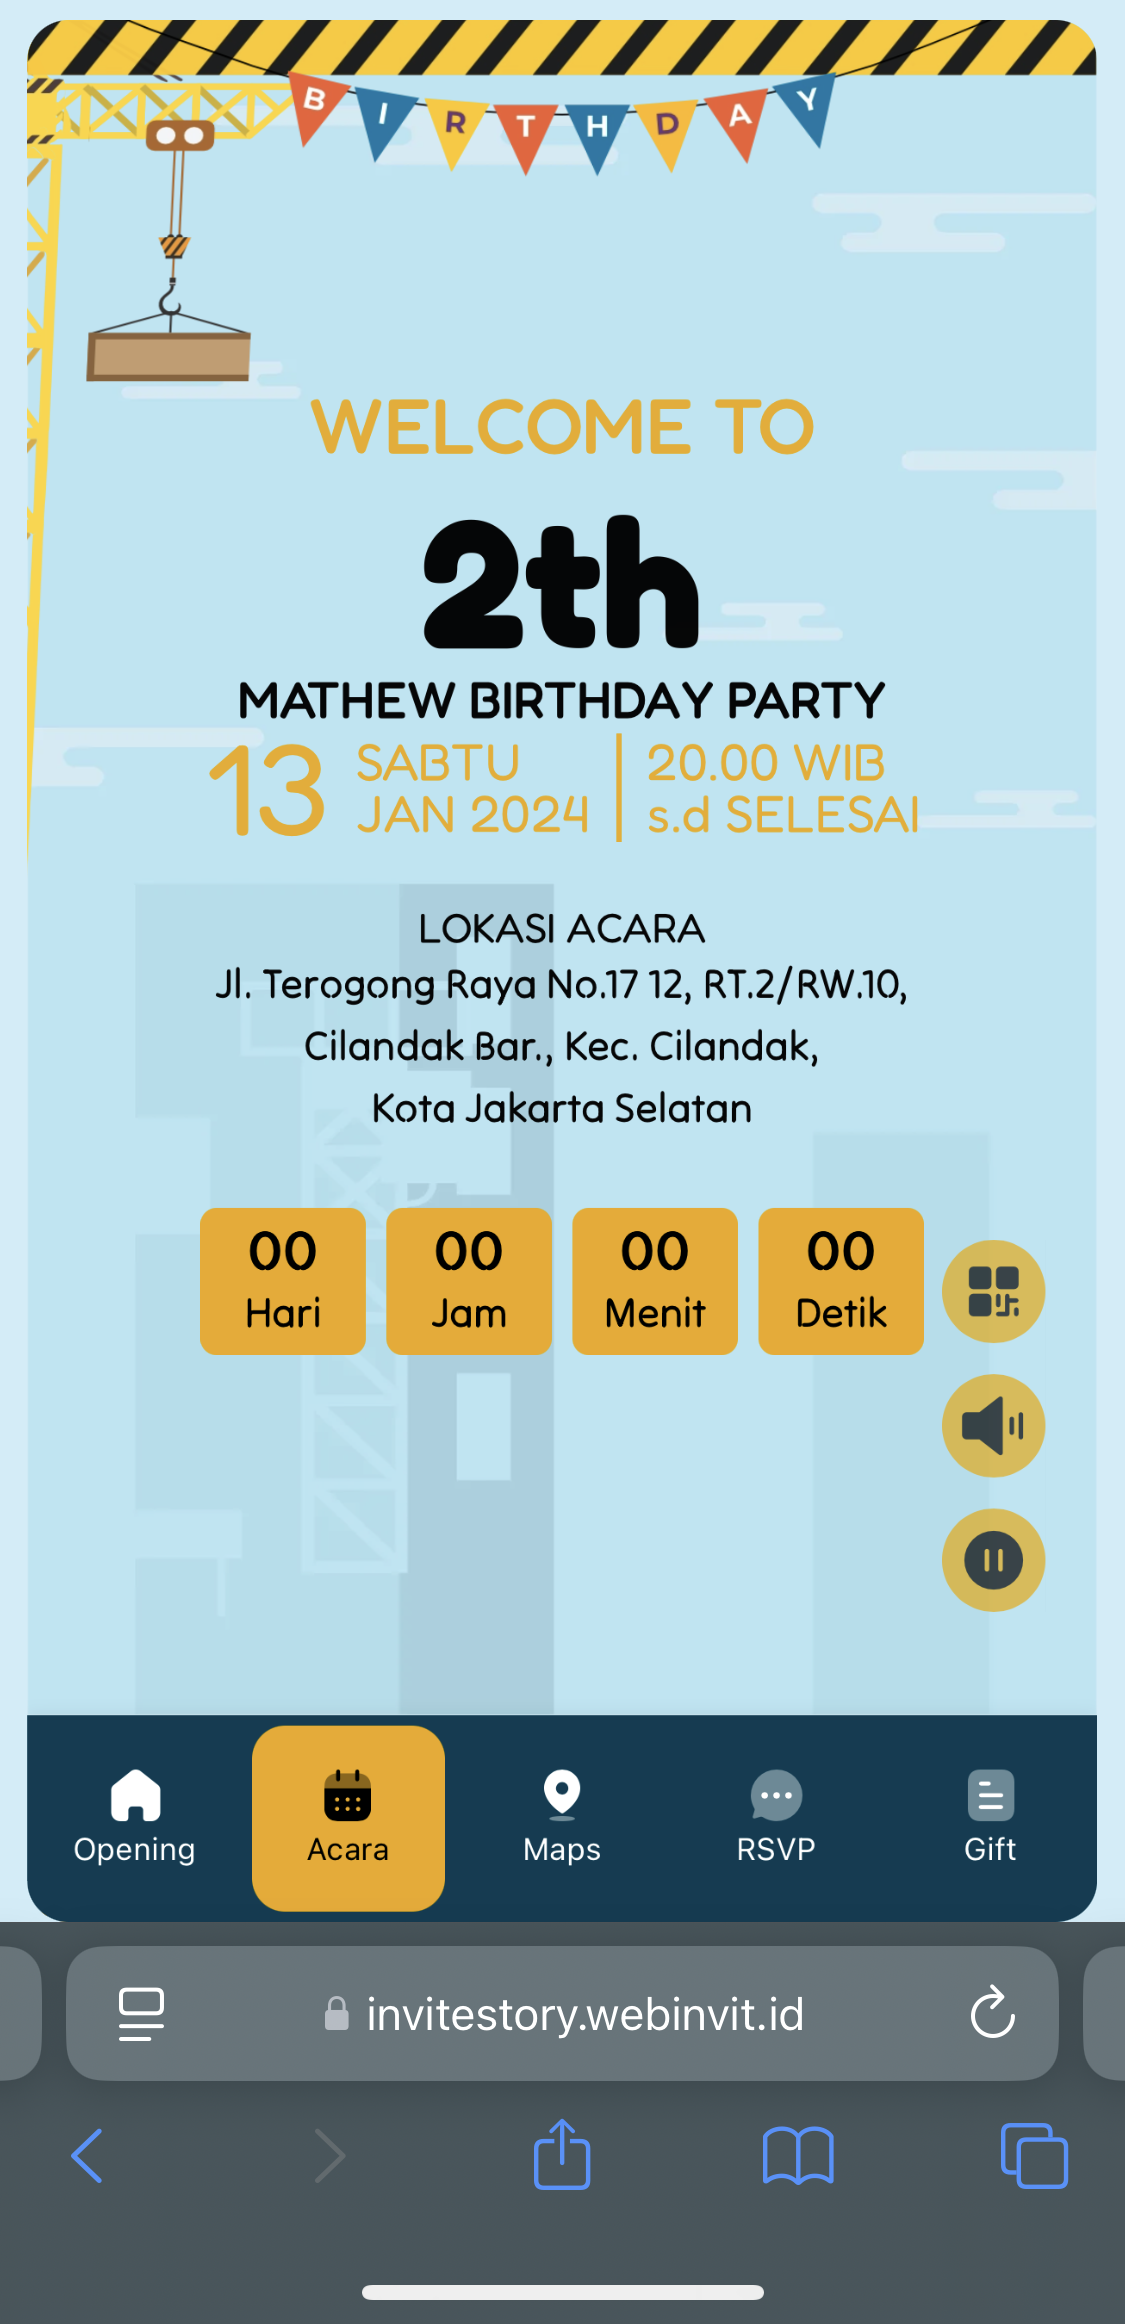 BIRTHDAY
WELCOME TO
2th
MATHEW BIRTHDAY PARTY
13
SABTU
JAN 2024
20.00 WIB
s.d SELESAI
LOKASI ACARA
Jl. Terogong Raya No.17 12, RT.2/RW.10,
Cilandak Bar., Kec. Cilandak,
Kota Jakarta Selatan
00 00 00 00
Hari Jam Menit Detik
Opening Acara Maps RSVP Gift
invitestory.webinvit.id